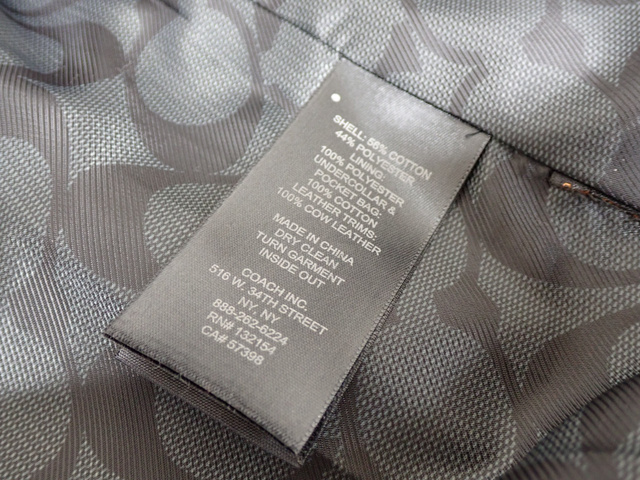 SHELL: 56% COTTON
44% POLYESTER
LINING:
100% POLYESTER
UNDERCOLLAR &
POCKET BAG:
100% COTTON
LEATHER TRIMS:
100% COW LEATHER
MADE IN CHINA
DRY CLEAN
TURN GARMENT
INSIDE OUT
COACH INC.
516 W. 34TH STREET
NY, NY
888-262-6224
RN# 132154
CA# 57398